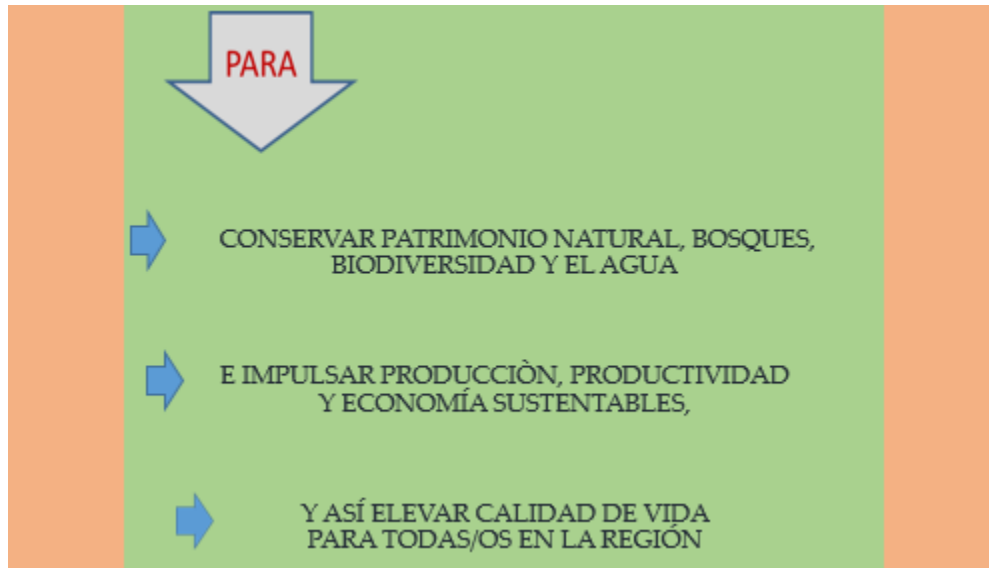 PARA
CONSERVAR PATRIMONIO NATURAL, BOSQUES,
BIODIVERSIDAD Y EL AGUA
E IMPULSAR PRODUCCIÒN, PRODUCTIVIDAD
Y ECONOMÍA SUSTENTABLES,
Y ASÍ ELEVAR CALIDAD DE VIDA
PARA TODAS/OS EN LA REGIÓN